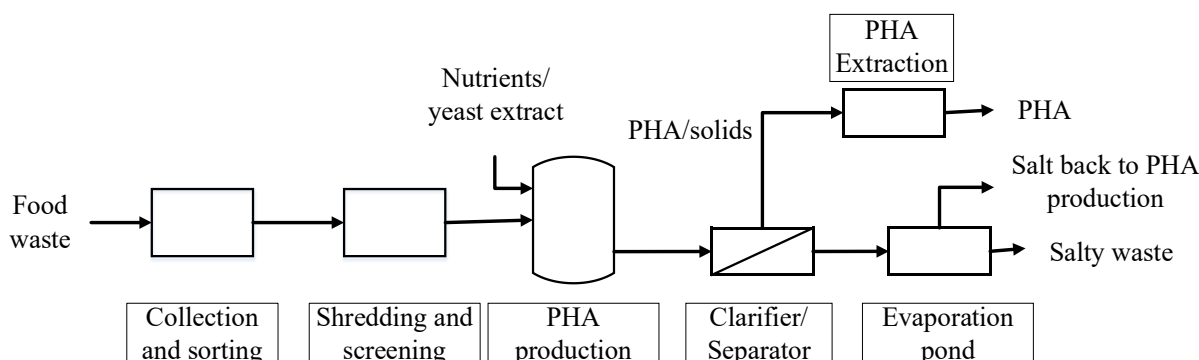 PHA
Extraction
Nutrients/
yeast extract
PHA/solids
PHA
Salt back to PHA
production
Food
waste
Salty waste
Collection
and sorting
Shredding and
screening
PHA
production
Clarifier/
Separator
Evaporation
pond